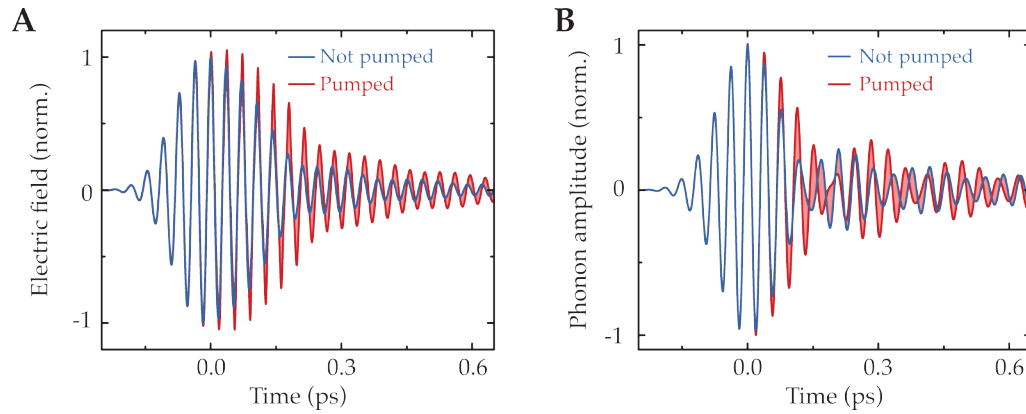 A
Electric field (norm.)
1
0
-1
Not pumped
Pumped
0.0
0.3
0.6
Time (ps)
B
Phonon amplitude (norm.)
1
0
-1
Not pumped
Pumped
0.0
0.3
0.6
Time (ps)